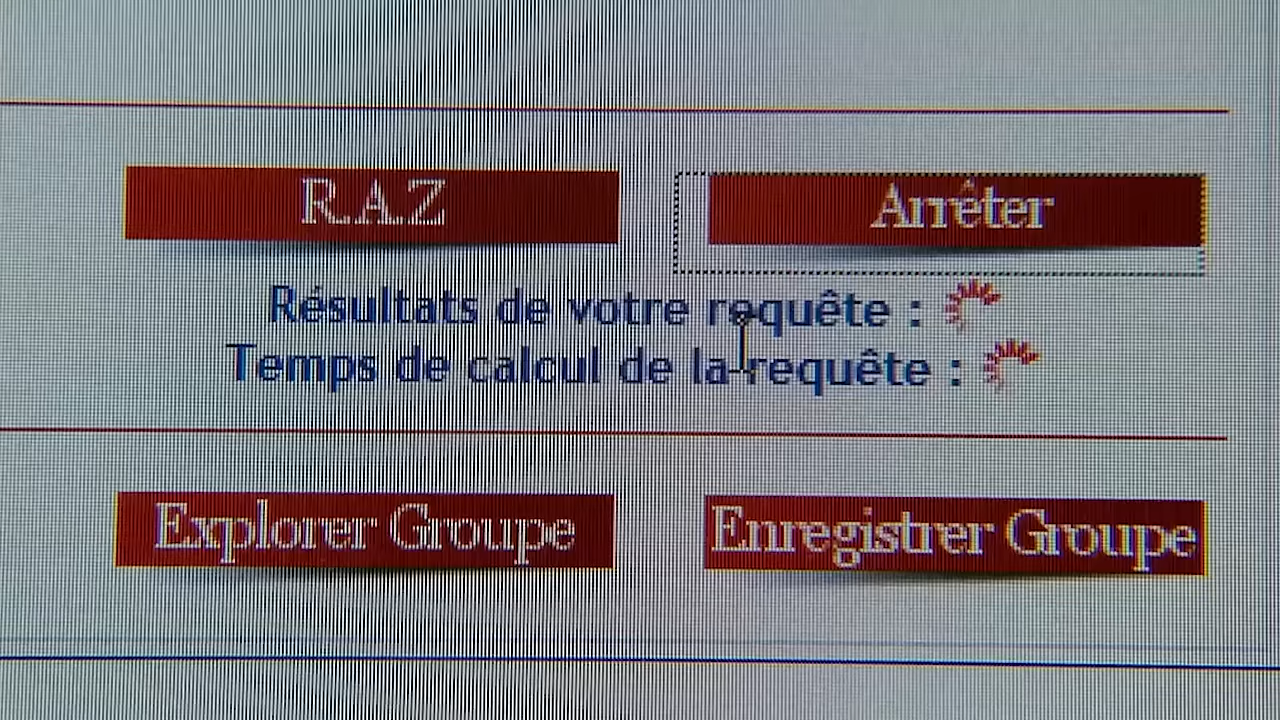 R.A.Z
Arrêter
Résultats de votre requête :
Temps de calcul de la requête :
Explorer Groupe
Enregistrer Groupe